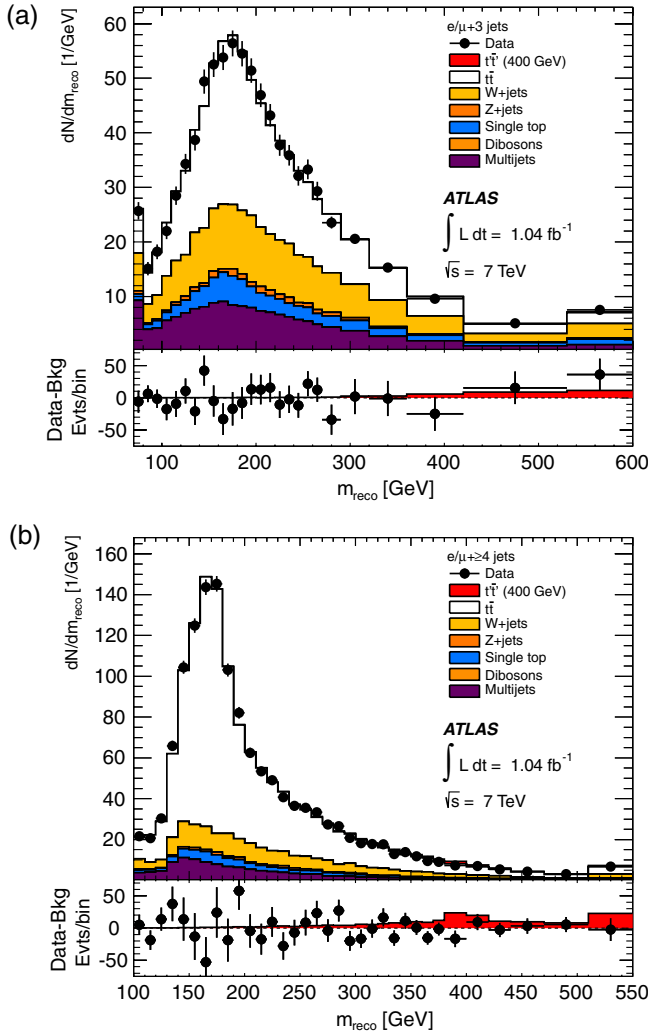 (a)
dN/dm_reco [1/GeV]
60
50
40
30
20
10
e/μ+3 jets
Data
t't̄' (400 GeV)
tt̄
W+jets
Z+jets
Single top
Dibosons
Multijets
ATLAS
∫ L dt = 1.04 fb⁻¹
√s = 7 TeV
Data-Bkg
Evts/bin
50
0
-50
100 200 300 400 500 600
m_reco [GeV]
(b)
dN/dm_reco [1/GeV]
160
140
120
100
80
60
40
20
e/μ+≥4 jets
Data
t't̄' (400 GeV)
tt̄
W+jets
Z+jets
Single top
Dibosons
Multijets
ATLAS
∫ L dt = 1.04 fb⁻¹
√s = 7 TeV
Data-Bkg
Evts/bin
50
0
-50
100 150 200 250 300 350 400 450 500 550
m_reco [GeV]